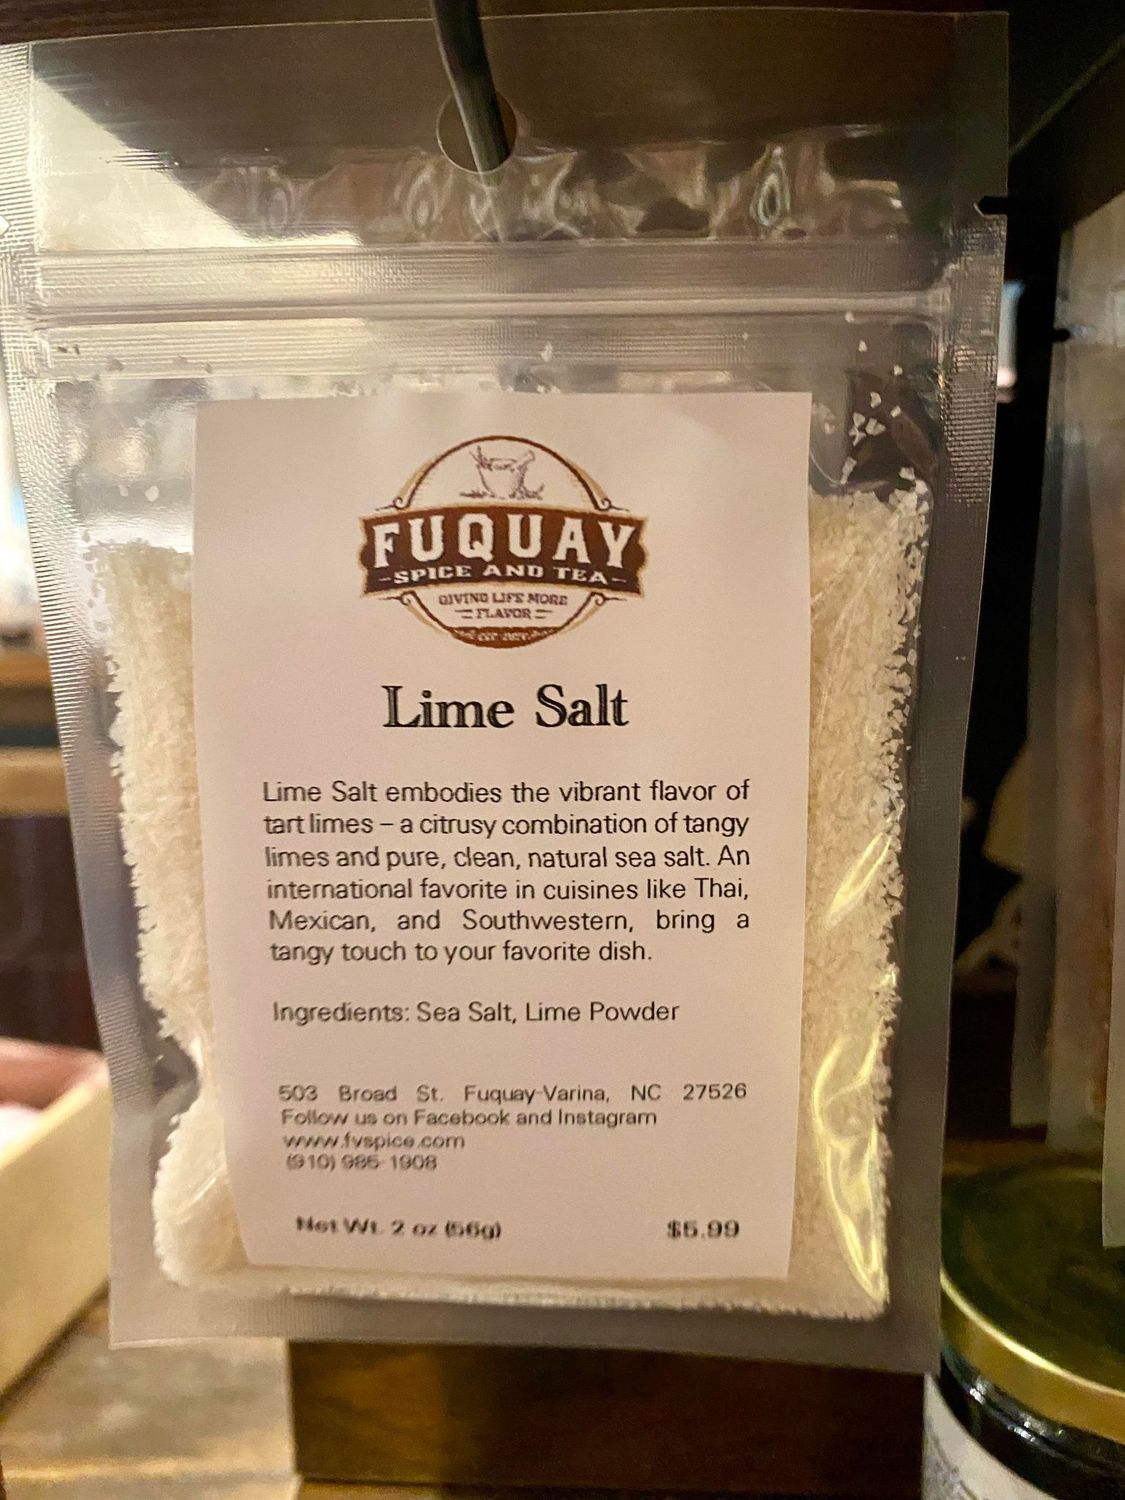 FUQUAY
-SPICE AND TEA-
GIVING LIFE MORE
FLAVOR
Lime Salt
Lime Salt embodies the vibrant flavor of
tart limes – a citrusy combination of tangy
limes and pure, clean, natural sea salt. An
international favorite in cuisines like Thai,
Mexican, and Southwestern, bring a
tangy touch to your favorite dish.
Ingredients: Sea Salt, Lime Powder
503 Broad St. Fuquay-Varina, NC 27526
Follow us on Facebook and Instagram
www.fvspice.com
(910) 985-1908
Net Wt. 2 oz (56g) $5.99